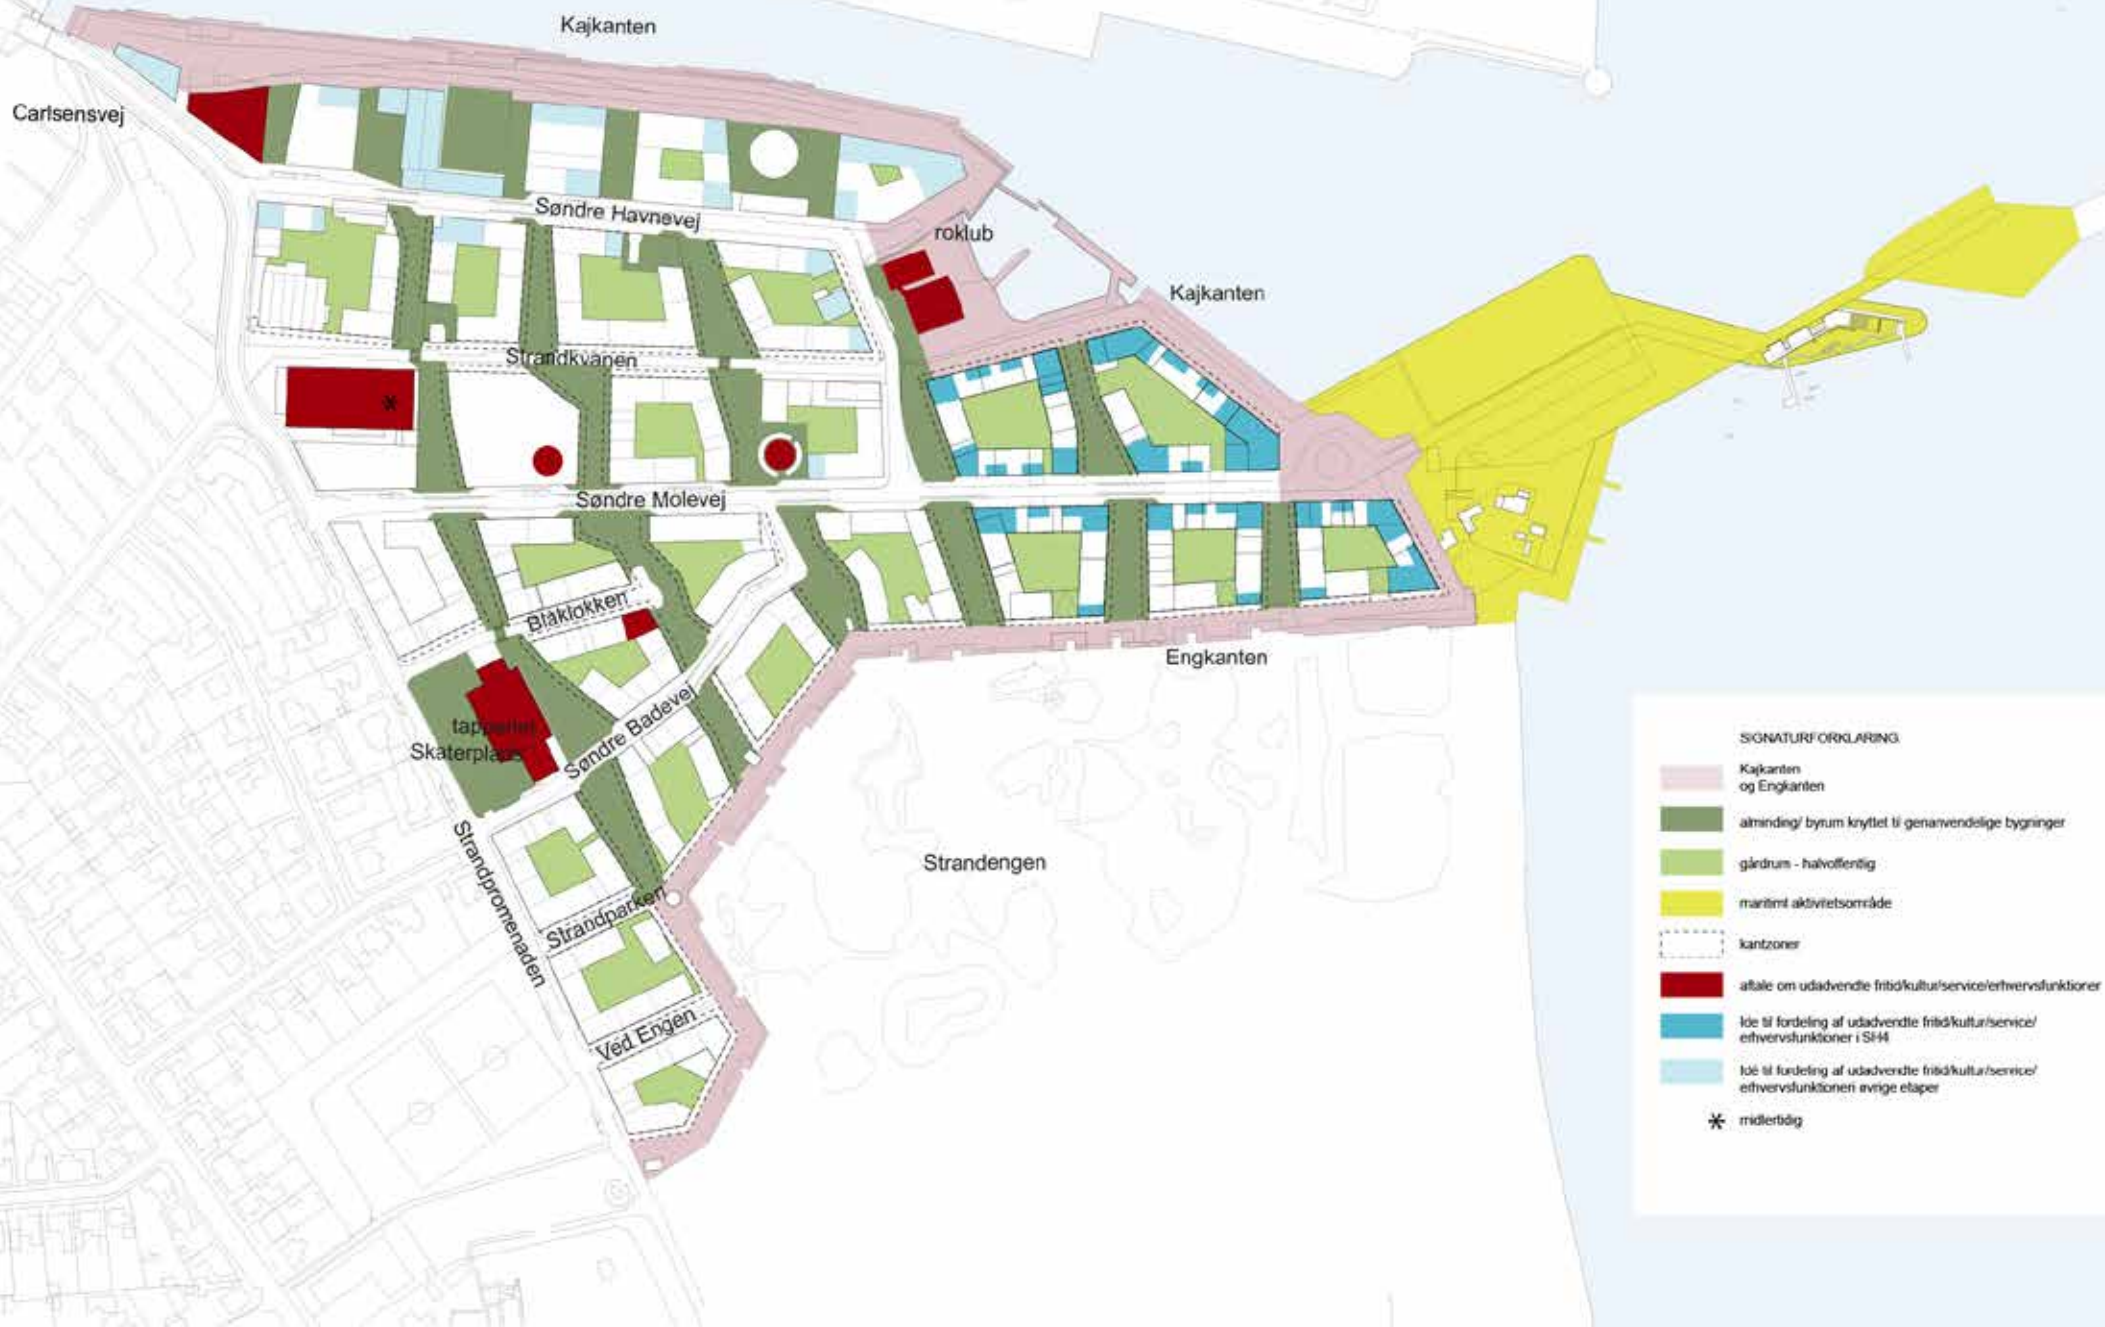 Kajkanten
Carlsensvej
Søndre Havnevej
roklub
Kajkanten
Strandkvanen
Søndre Molevej
Blåklokken
Engkanten
tapperiet
Skaterplads
Søndre Badevej
Strandengen
Strandpromenaden
Strandparken
Ved Engen
SIGNATURFORKLARING
Kajkanten
og Engkanten
alminding/ byrum knyttet til genanvendelige bygninger
gårdrum - halvoffentlig
maritimt aktivitetsområde
kantzoner
aftale om udadvendte fritid/kultur/service/erhvervsfunktioner
Ide til fordeling af udadvendte fritid/kultur/service/
erhvervsfunktioner i SH4
Idé til fordeling af udadvendte fritid/kultur/service/
erhvervsfunktioneri øvrige etaper
midlertidig